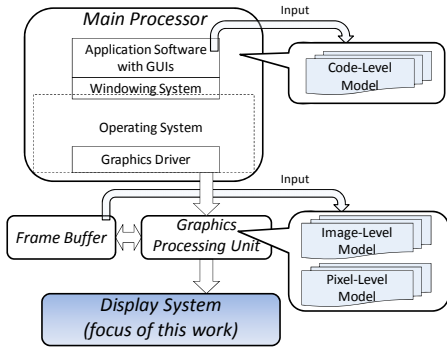 Main Processor
Input
Application Software
with GUIs
Windowing System
Code-Level
Model
Operating System
Graphics Driver
Input
Frame Buffer
Graphics
Processing Unit
Image-Level
Model
Pixel-Level
Model
Display System
(focus of this work)